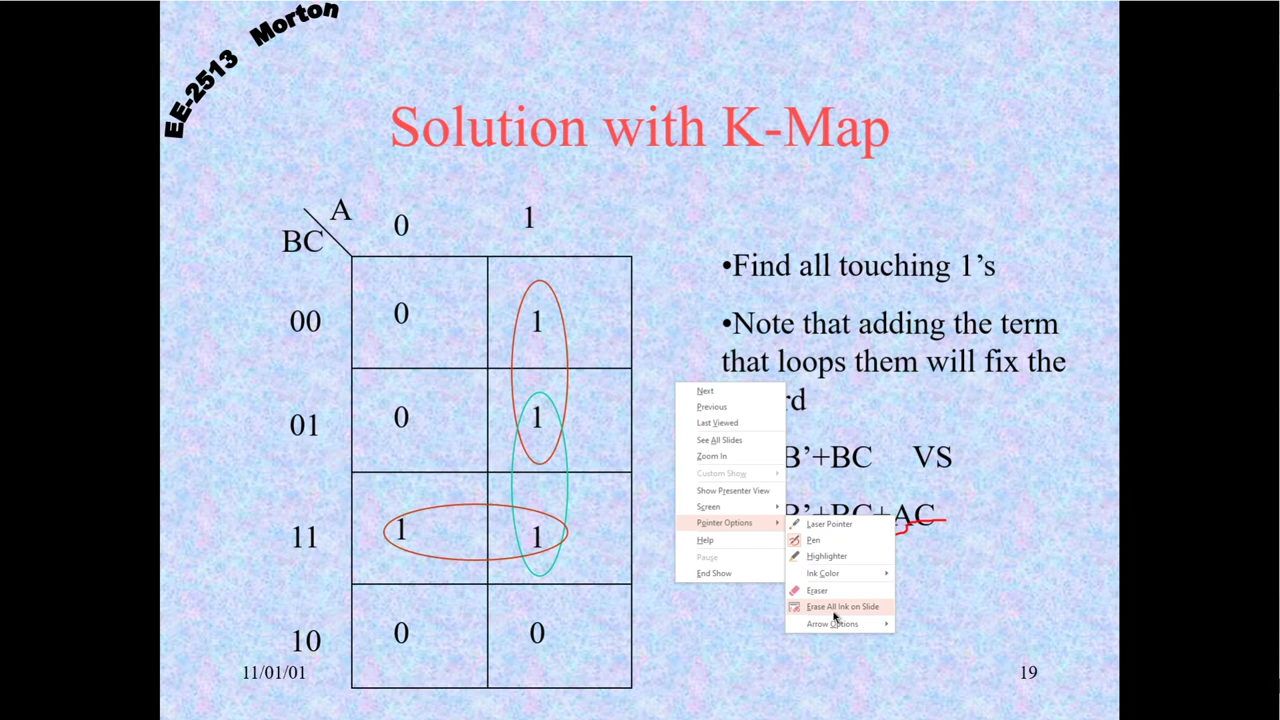 EE-2513 Morton
Solution with K-Map
A
BC
0 1
00 0 1
01 0 1
11 1 1
10 0 0
•Find all touching 1’s
•Note that adding the term
that loops them will fix the
rd
B’+BC VS
B’+BC+AC
Next
Previous
Last Viewed
See All Slides
Zoom In
Custom Show
Show Presenter View
Screen
Pointer Options
Help
Pause
End Show
Laser Pointer
Pen
Highlighter
Ink Color
Eraser
Erase All Ink on Slide
Arrow Options
11/01/01
19